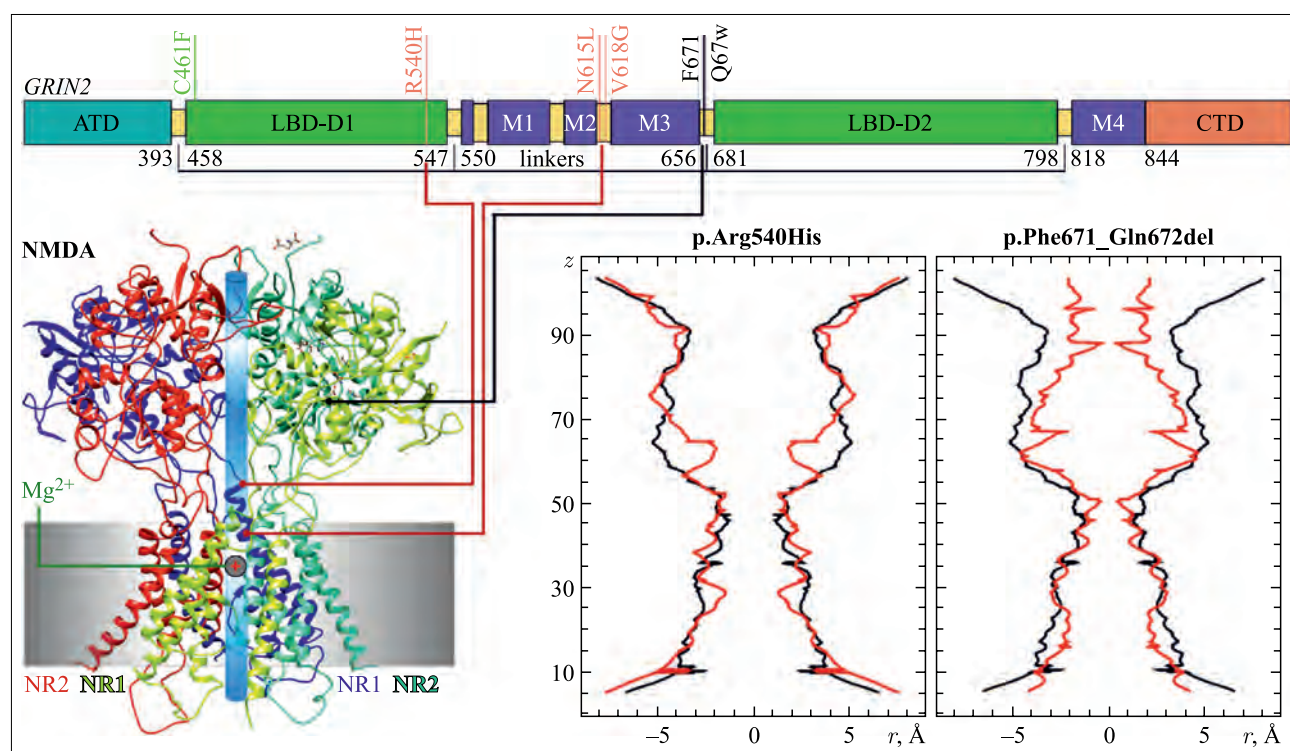 C461F
R540H
N615L
V618G
F671
Q67w
GRIN2
ATD
LBD-D1
M1
M2
M3
LBD-D2
M4
CTD
393
458
547
550
linkers
656
681
798
818
844
NMDA
Mg²⁺
NR2 NR1
NR1 NR2
p.Arg540His
z
90
70
50
30
10
–5 0 5 r, Å
p.Phe671_Gln672del
–5 0 5 r, Å